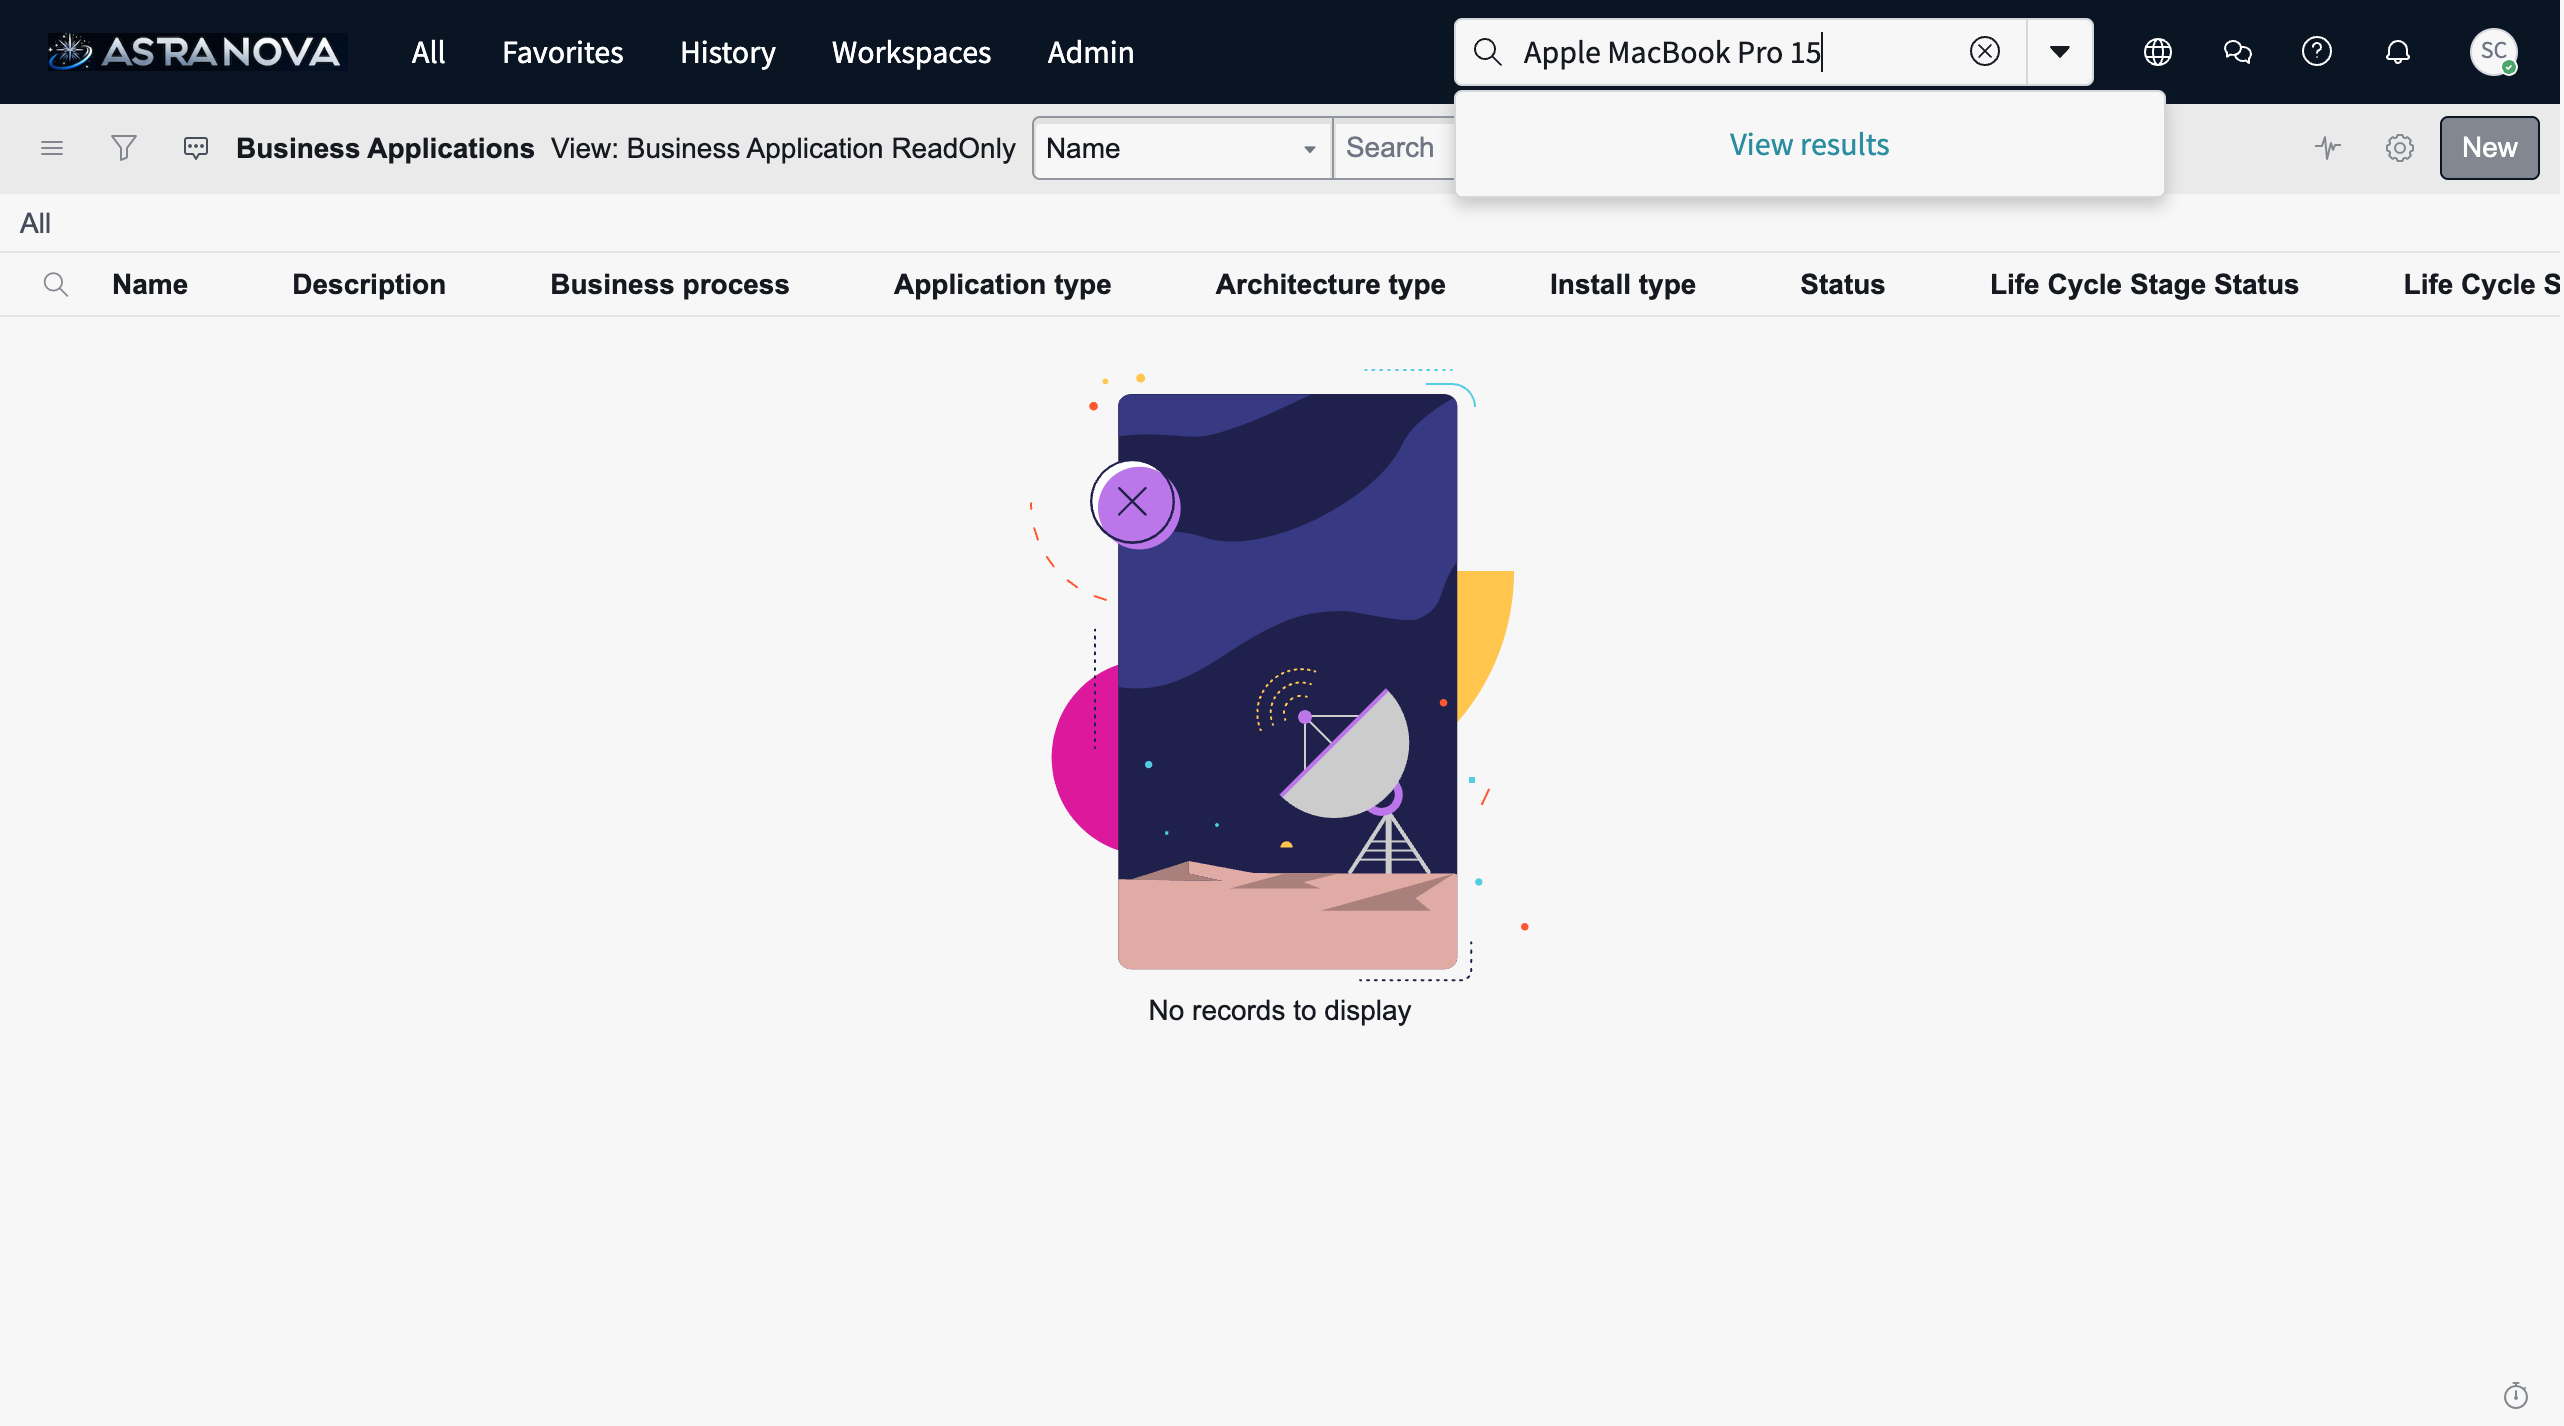 ASTRANOVA All Favorites History Workspaces Admin Apple MacBook Pro 15 SC
View results
Business Applications View: Business Application ReadOnly Name Search New
All
Name Description Business process Application type Architecture type Install type Status Life Cycle Stage Status Life Cycle S
No records to display